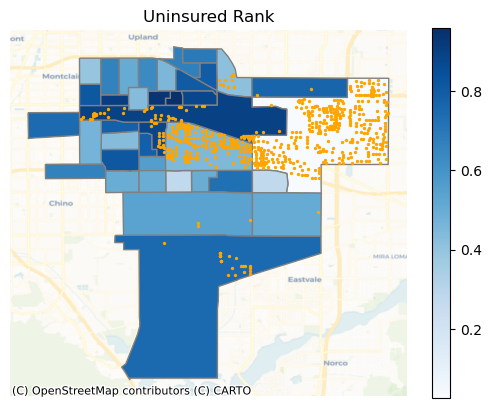 Uninsured Rank
ont
Upland
Montclair
0.8
0.6
Chino
0.4
Eastvale
MIRA LOMA
0.2
Norco
(C) OpenStreetMap contributors (C) CARTO